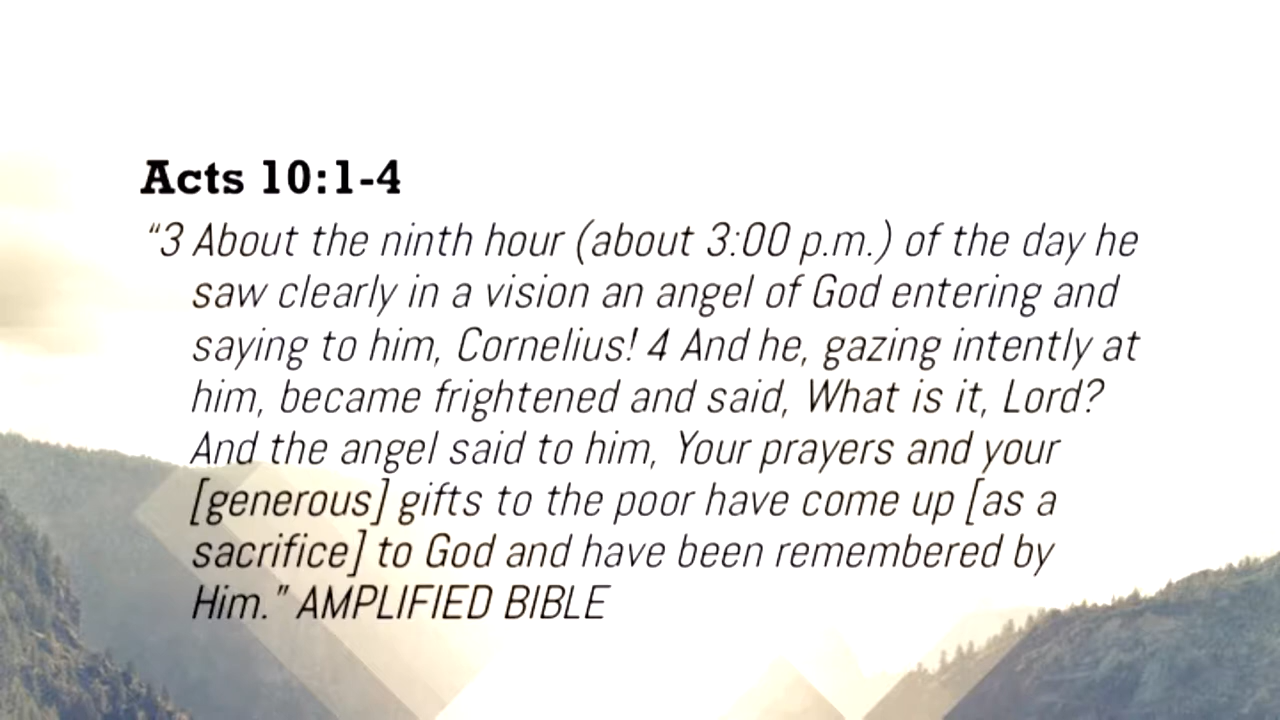 Acts 10:1-4
“3 About the ninth hour (about 3:00 p.m.) of the day he
saw clearly in a vision an angel of God entering and
saying to him, Cornelius! 4 And he, gazing intently at
him, became frightened and said, What is it, Lord?
And the angel said to him, Your prayers and your
[generous] gifts to the poor have come up [as a
sacrifice] to God and have been remembered by
Him.” AMPLIFIED BIBLE